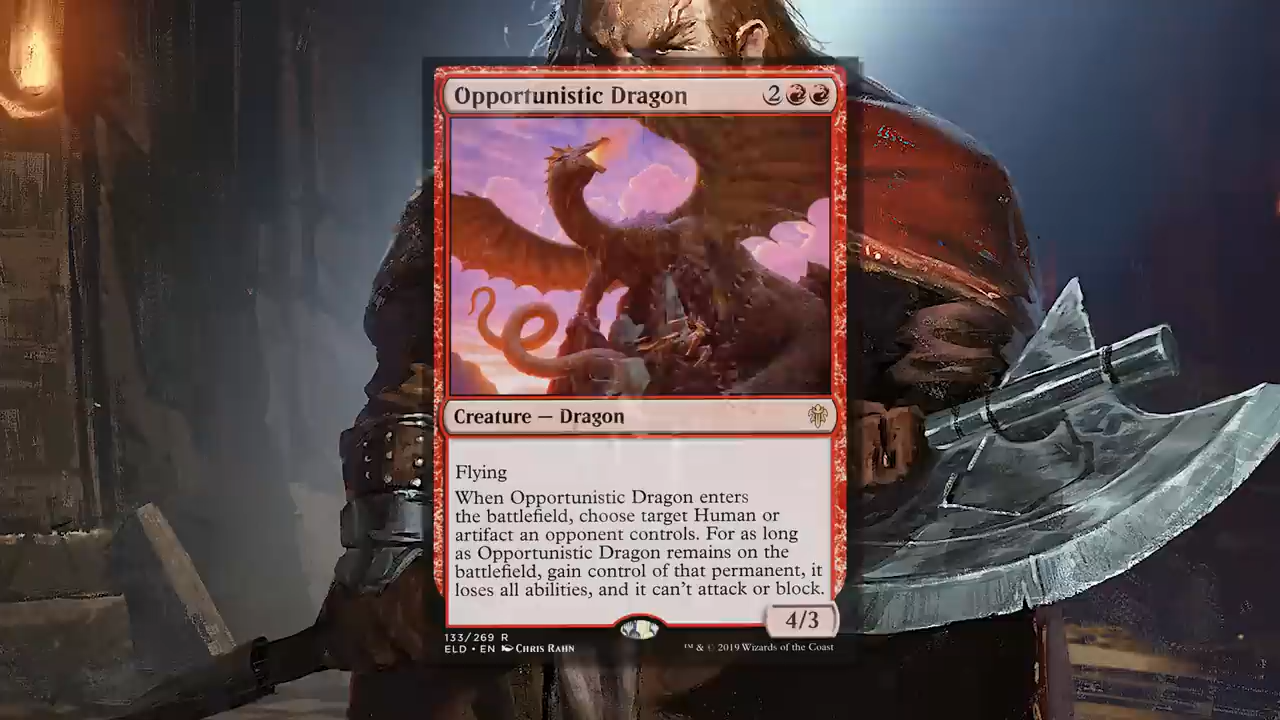 Opportunistic Dragon 2
Creature — Dragon
Flying
When Opportunistic Dragon enters
the battlefield, choose target Human or
artifact an opponent controls. For as long
as Opportunistic Dragon remains on the
battlefield, gain control of that permanent, it
loses all abilities, and it can't attack or block.
4/3
133/269 R
ELD • EN Chris Rahn
™ & © 2019 Wizards of the Coast